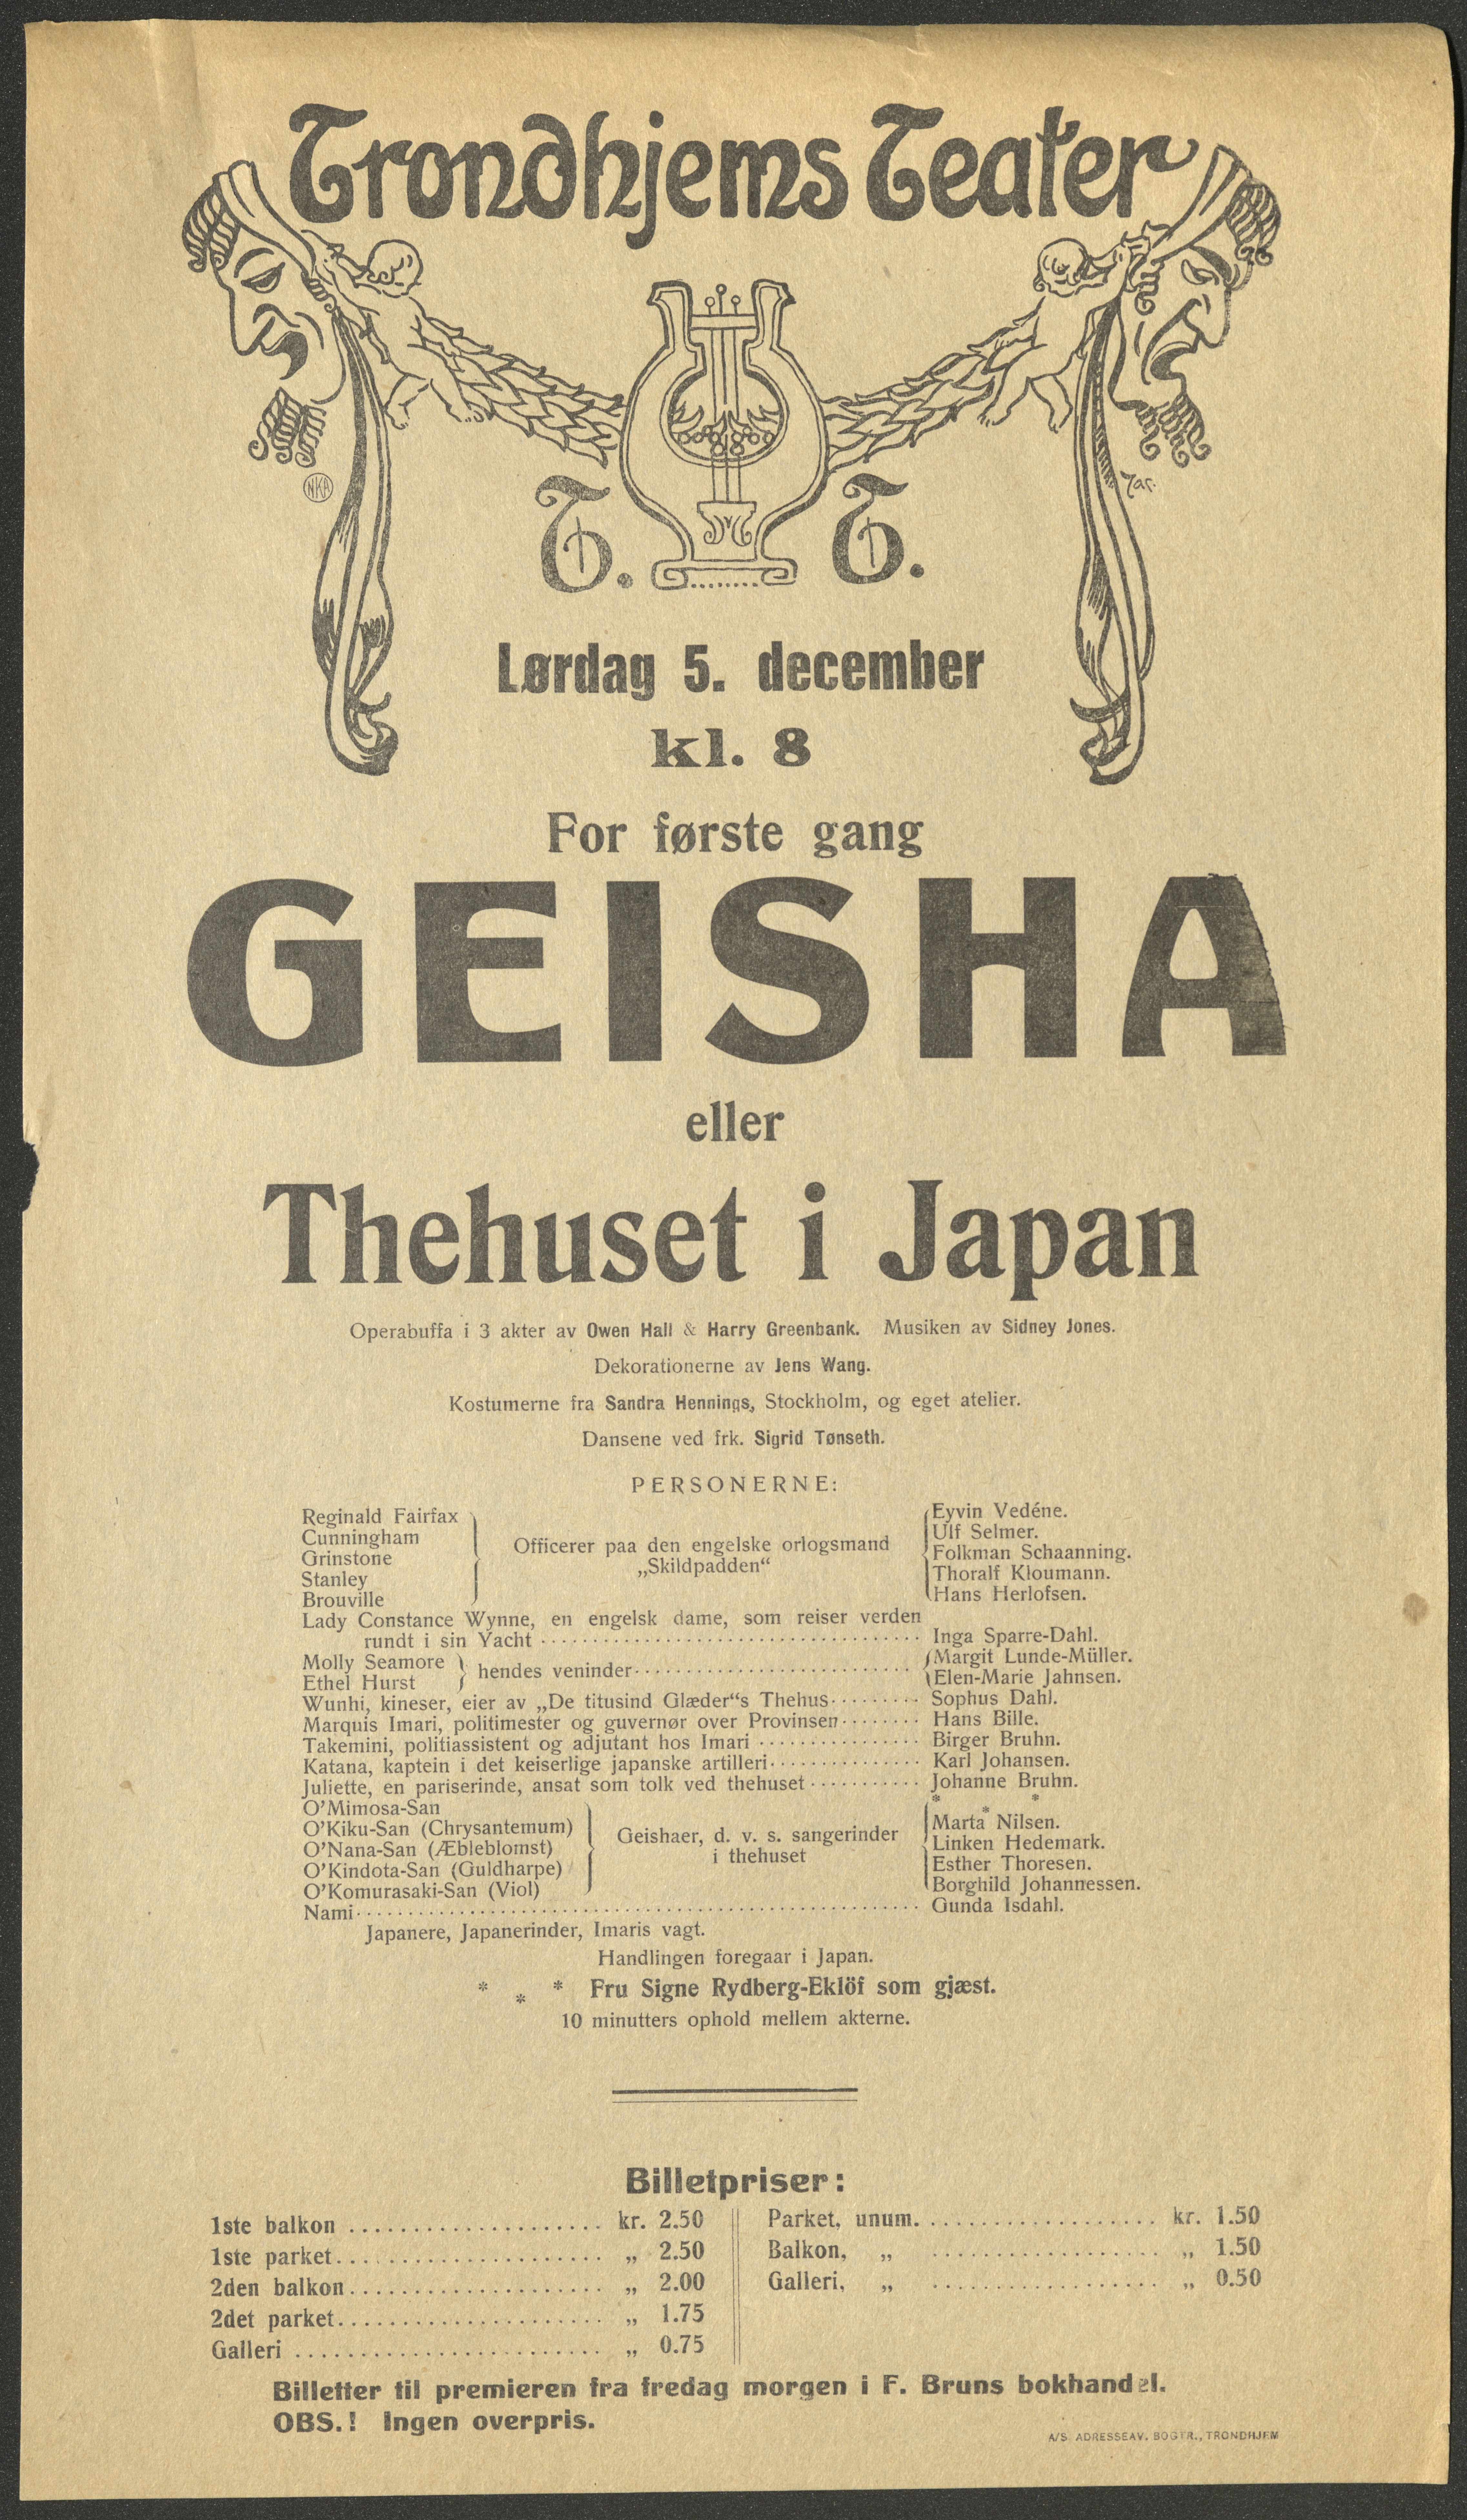 Trondhjems Teater
NKA
T. T.
Lørdag 5. december
kl. 8
For første gang
GEISHA
eller
Thehuset i Japan
Operabuffa i 3 akter av Owen Hall & Harry Greenbank. Musiken av Sidney Jones.
Dekorationerne av Jens Wang.
Kostumerne fra Sandra Hennings, Stockholm, og eget atelier.
Dansene ved frk. Sigrid Tønseth.
PERSONERNE:
Reginald Fairfax Eyvin Vedéne.
Cunningham Ulf Selmer.
Grinstone Officerer paa den engelske orlogsmand Folkman Schaanning.
Stanley „Skildpadden“ Thoralf Kloumann.
Brouville Hans Herlofsen.
Lady Constance Wynne, en engelsk dame, som reiser verden
rundt i sin Yacht Inga Sparre-Dahl.
Molly Seamore hendes veninder Margit Lunde-Müller.
Ethel Hurst Elen-Marie Jahnsen.
Wunhi, kineser, eier av „De titusind Glæder“s Thehus Sophus Dahl.
Marquis Imari, politimester og guvernør over Provinsen Hans Bille.
Takemini, politiassistent og adjutant hos Imari Birger Bruhn.
Katana, kaptein i det keiserlige japanske artilleri Karl Johansen.
Juliette, en pariserinde, ansat som tolk ved thehuset Johanne Bruhn.
O’Mimosa-San * * *
O’Kiku-San (Chrysantemum) Marta Nilsen.
O’Nana-San (Æbleblomst) Geishaer, d. v. s. sangerinder Linken Hedemark.
O’Kindota-San (Guldharpe) i thehuset Esther Thoresen.
O’Komurasaki-San (Viol) Borghild Johannessen.
Nami Gunda Isdahl.
Japanere, Japanerinder, Imaris vagt.
Handlingen foregaar i Japan.
* * * Fru Signe Rydberg-Eklöf som gjæst.
10 minutters ophold mellem akterne.
Billetpriser:
1ste balkon kr. 2.50
1ste parket „ 2.50
2den balkon „ 2.00
2det parket „ 1.75
Galleri „ 0.75
Parket, unum. kr. 1.50
Balkon, „ „ 1.50
Galleri, „ „ 0.50
Billetter til premieren fra fredag morgen i F. Bruns bokhandel.
OBS.! Ingen overpris.
A/S ADRESSEAV. BOGTR., TRONDHJEM